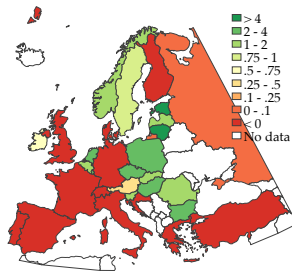 > 4
2 - 4
1 - 2
.75 - 1
.5 - .75
.25 - .5
.1 - .25
0 - .1
< 0
No data